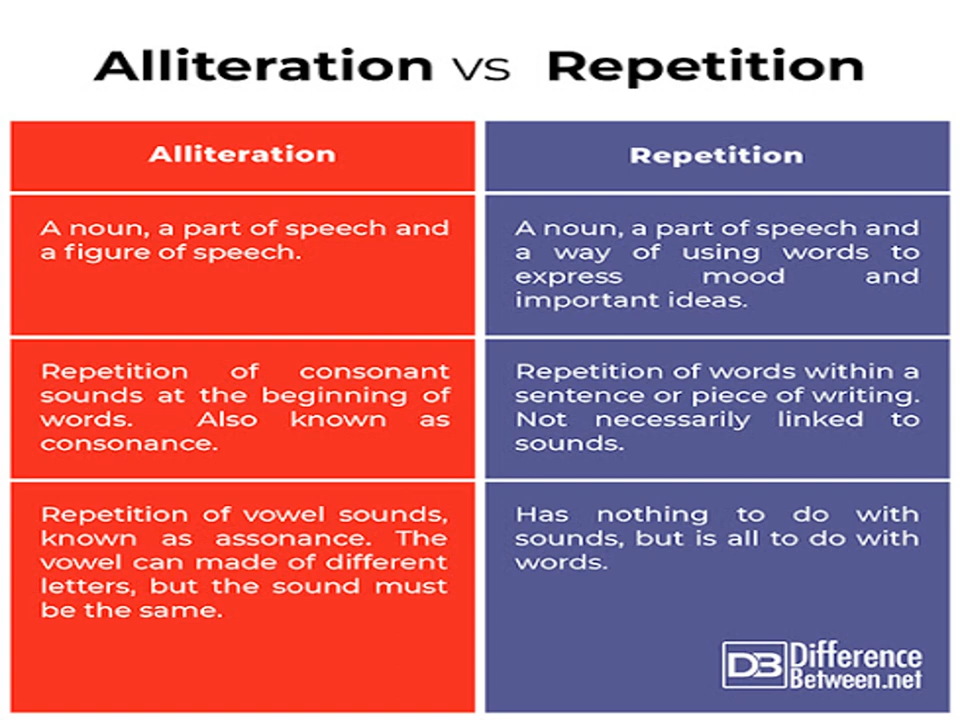 Alliteration vs Repetition
Alliteration
Repetition
A noun, a part of speech and
a figure of speech.
A noun, a part of speech and
a way of using words to
express mood and
important ideas.
Repetition of consonant
sounds at the beginning of
words. Also known as
consonance.
Repetition of words within a
sentence or piece of writing.
Not necessarily linked to
sounds.
Repetition of vowel sounds,
known as assonance. The
vowel can made of different
letters, but the sound must
be the same.
Has nothing to do with
sounds, but is all to do with
words.
DB Difference
Between.net